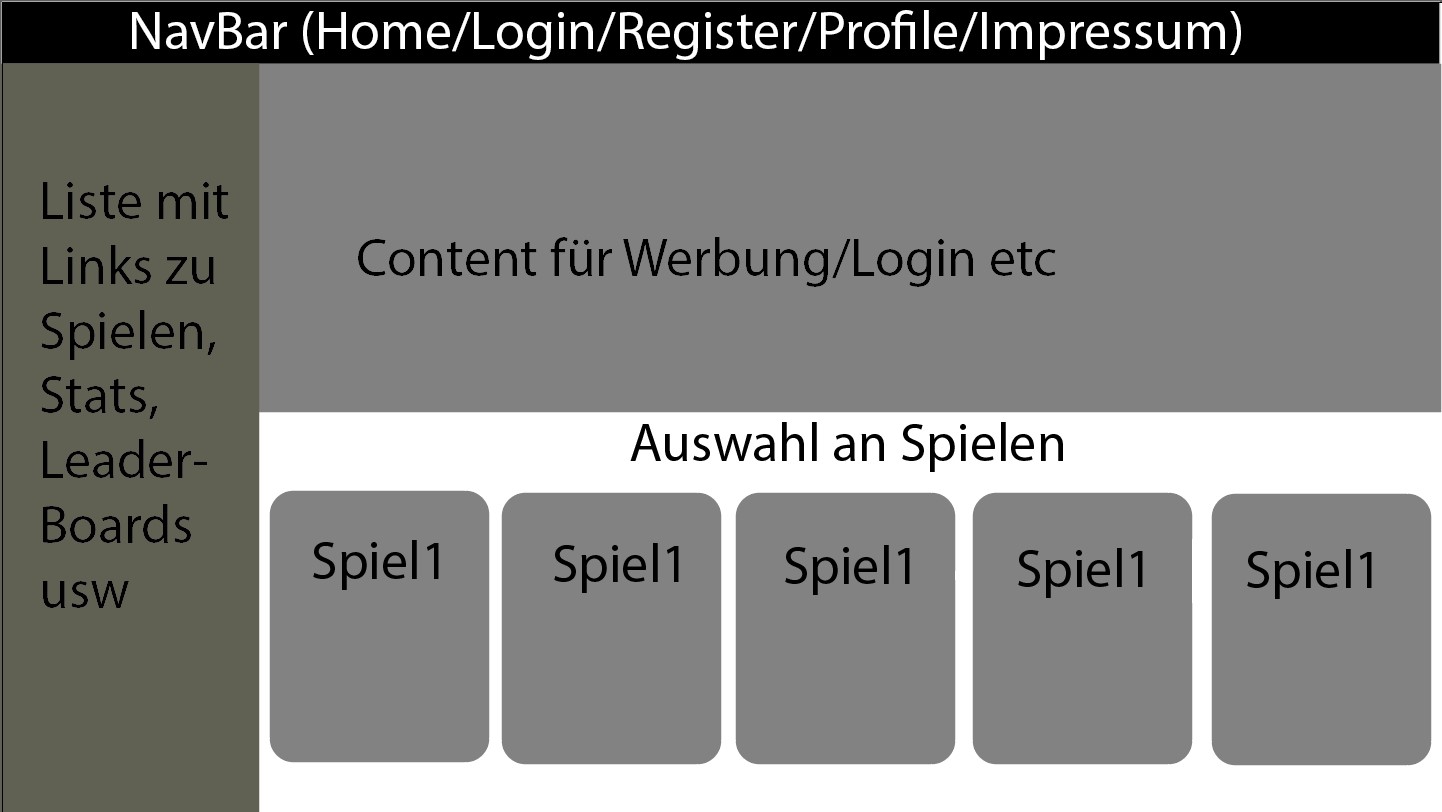 NavBar (Home/Login/Register/Profile/Impressum)
Liste mit
Links zu
Spielen,
Stats,
Leader-
Boards
usw
Content für Werbung/Login etc
Auswahl an Spielen
Spiel1
Spiel1
Spiel1
Spiel1
Spiel1